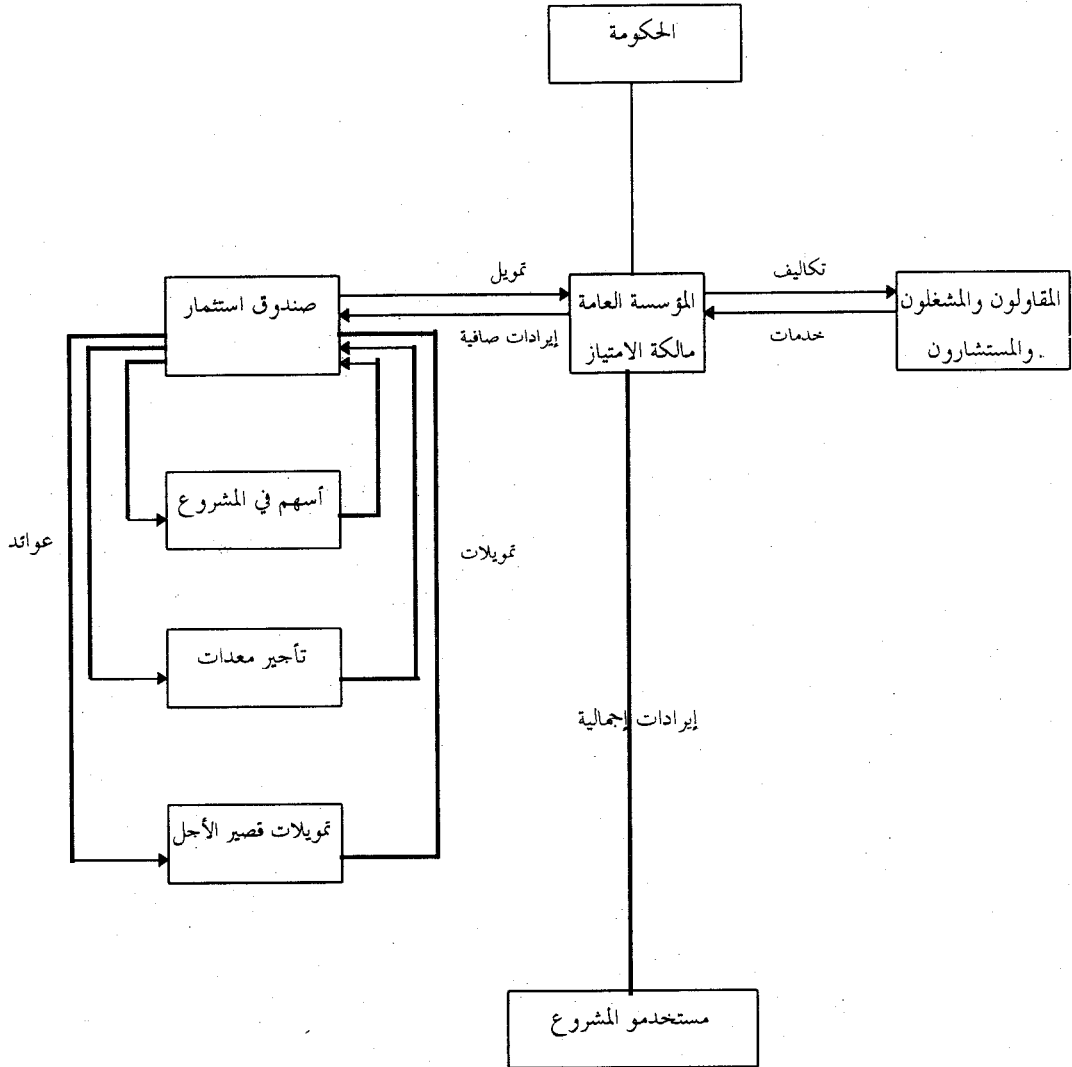 الحكومة
تكاليف
تمويل
المقاولون والمشغلون
والمستشارون.
المؤسسة العامة
مالكة الامتياز
صندوق استثمار
خدمات
إيرادات صافية
أسهم في المشروع
عوائد
تمويلات
تأجير معدات
إيرادات إجمالية
تمويلات قصير الأجل
مستخدمو المشروع